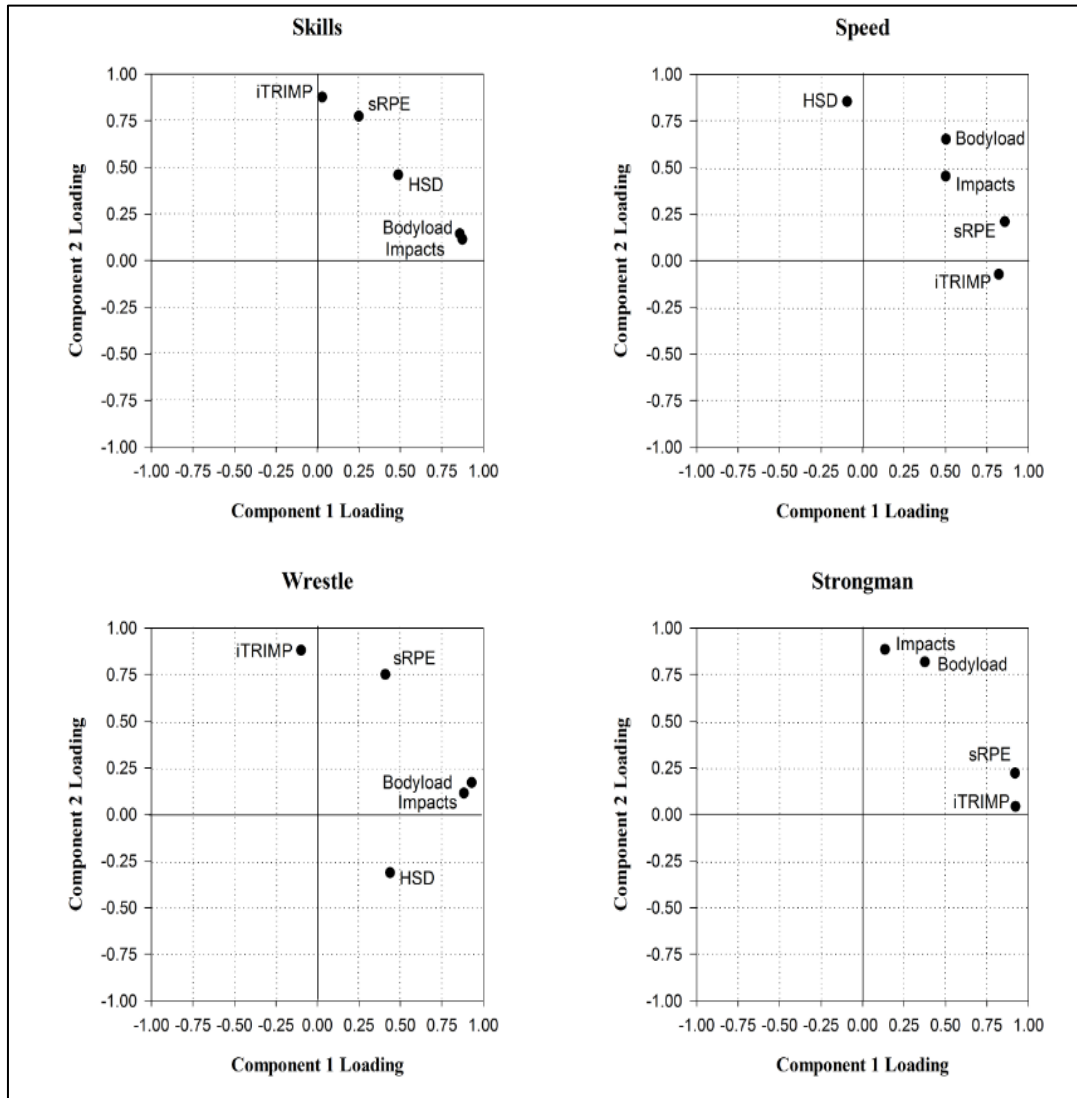 Skills
1.00
0.75
0.50
0.25
0.00
-0.25
-0.50
-0.75
-1.00
Component 2 Loading
iTRIMP
sRPE
HSD
Bodyload
Impacts
-1.00 -0.75 -0.50 -0.25 0.00 0.25 0.50 0.75 1.00
Component 1 Loading
Speed
1.00
0.75
0.50
0.25
0.00
-0.25
-0.50
-0.75
-1.00
Component 2 Loading
HSD
Bodyload
Impacts
sRPE
iTRIMP
-1.00 -0.75 -0.50 -0.25 0.00 0.25 0.50 0.75 1.00
Component 1 Loading
Wrestle
1.00
0.75
0.50
0.25
0.00
-0.25
-0.50
-0.75
-1.00
Component 2 Loading
iTRIMP
sRPE
Bodyload
Impacts
HSD
-1.00 -0.75 -0.50 -0.25 0.00 0.25 0.50 0.75 1.00
Component 1 Loading
Strongman
1.00
0.75
0.50
0.25
0.00
-0.25
-0.50
-0.75
-1.00
Component 2 Loading
Impacts
Bodyload
sRPE
iTRIMP
-1.00 -0.75 -0.50 -0.25 0.00 0.25 0.50 0.75 1.00
Component 1 Loading